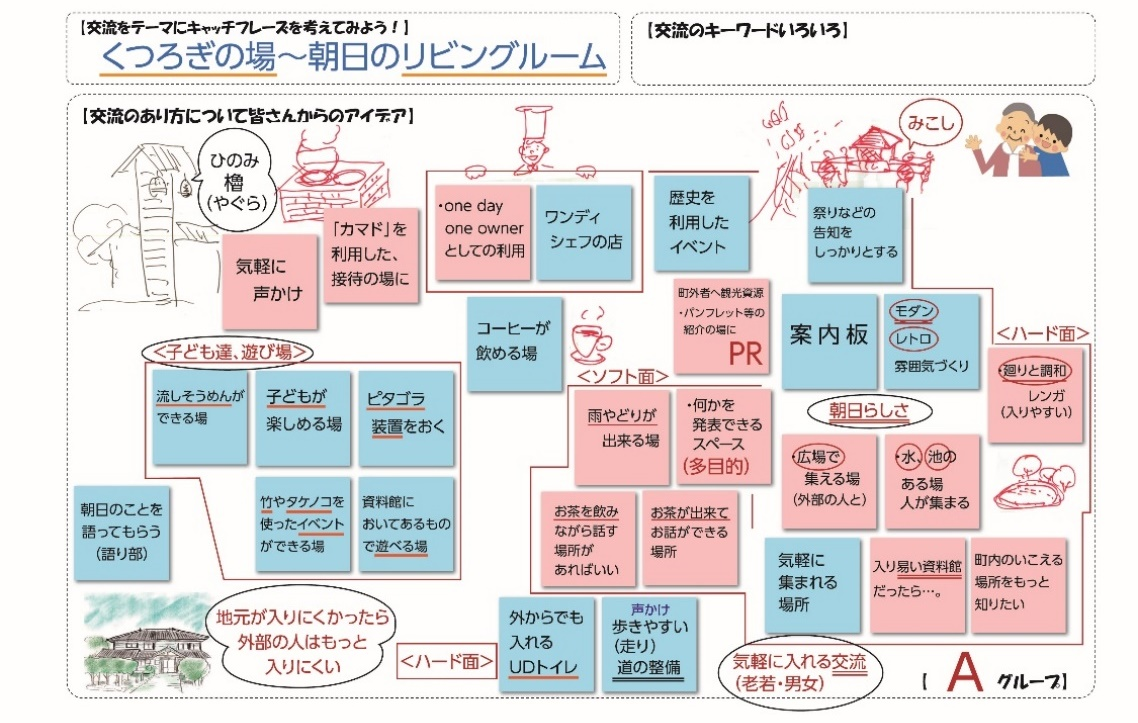 【交流をテーマにキャッチフレーズを考えてみよう！】
くつろぎの場～朝日のリビングルーム
【交流のキーワードいろいろ】
【交流のあり方について皆さんからのアイデア】
ひのみ
櫓
(やぐら)
気軽に
声かけ
「カマド」を
利用した、
接待の場に
・one day
one owner
としての利用
ワンディ
シェフの店
歴史を
利用した
イベント
みこし
祭りなどの
告知を
しっかりとする
コーヒーが
飲める場
町外者へ観光資源
・パンフレット等の
紹介の場に
PR
案内板
モダン
レトロ
雰囲気づくり
＜ハード面＞
・廻りと調和
レンガ
(入りやすい)
＜子ども達、遊び場＞
流しそうめんが
できる場
子どもが
楽しめる場
ピタゴラ
装置をおく
竹やタケノコを
使ったイベント
ができる場
資料館に
おいてあるもの
で遊べる場
朝日のことを
語ってもらう
(語り部)
＜ソフト面＞
雨やどりが
出来る場
・何かを
発表できる
スペース
(多目的)
お茶を飲み
ながら話す
場所が
あればいい
お茶が出来て
お話ができる
場所
朝日らしさ
・広場で
集える場
(外部の人と)
・水、池の
ある場
人が集まる
気軽に
集まれる
場所
入り易い資料館
だったら…。
町内のいこえる
場所をもっと
知りたい
地元が入りにくかったら
外部の人はもっと
入りにくい
＜ハード面＞
外からでも
入れる
UDトイレ
声かけ
歩きやすい
(走り)
道の整備
気軽に入れる交流
(老若・男女)
【 A グループ】